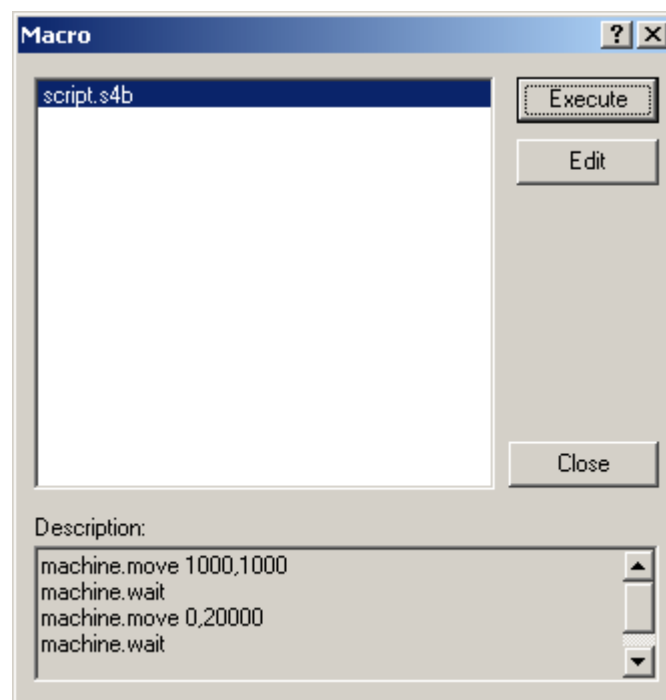 Macro
script.s4b
Execute
Edit
Close
Description:
machine.move 1000,1000
machine.wait
machine.move 0,20000
machine.wait